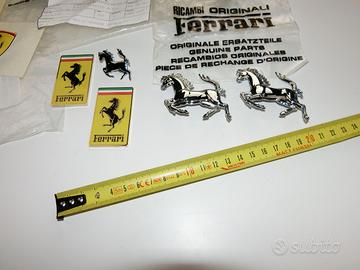 RICAMBI ORIGINALI
Ferrari
ORIGINALE ERSATZTEILE
GENUINE PARTS
RECAMBIOS ORIGINALES
PIECE DE RECHANGE D'ORIGINE
Ferrari
Ferrari
subito